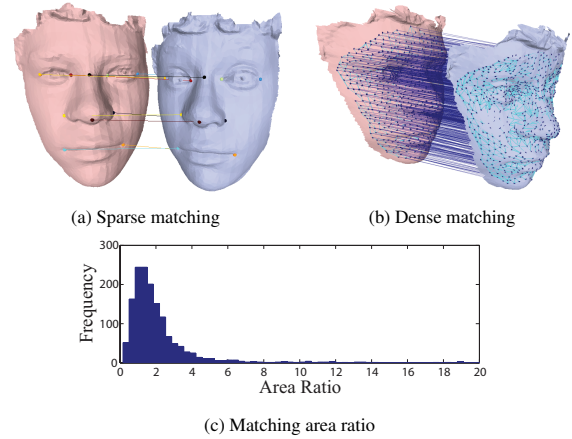 (a) Sparse matching
(b) Dense matching
300
200
100
0
Frequency
0 2 4 6 8 10 12 14 16 18 20
Area Ratio
(c) Matching area ratio